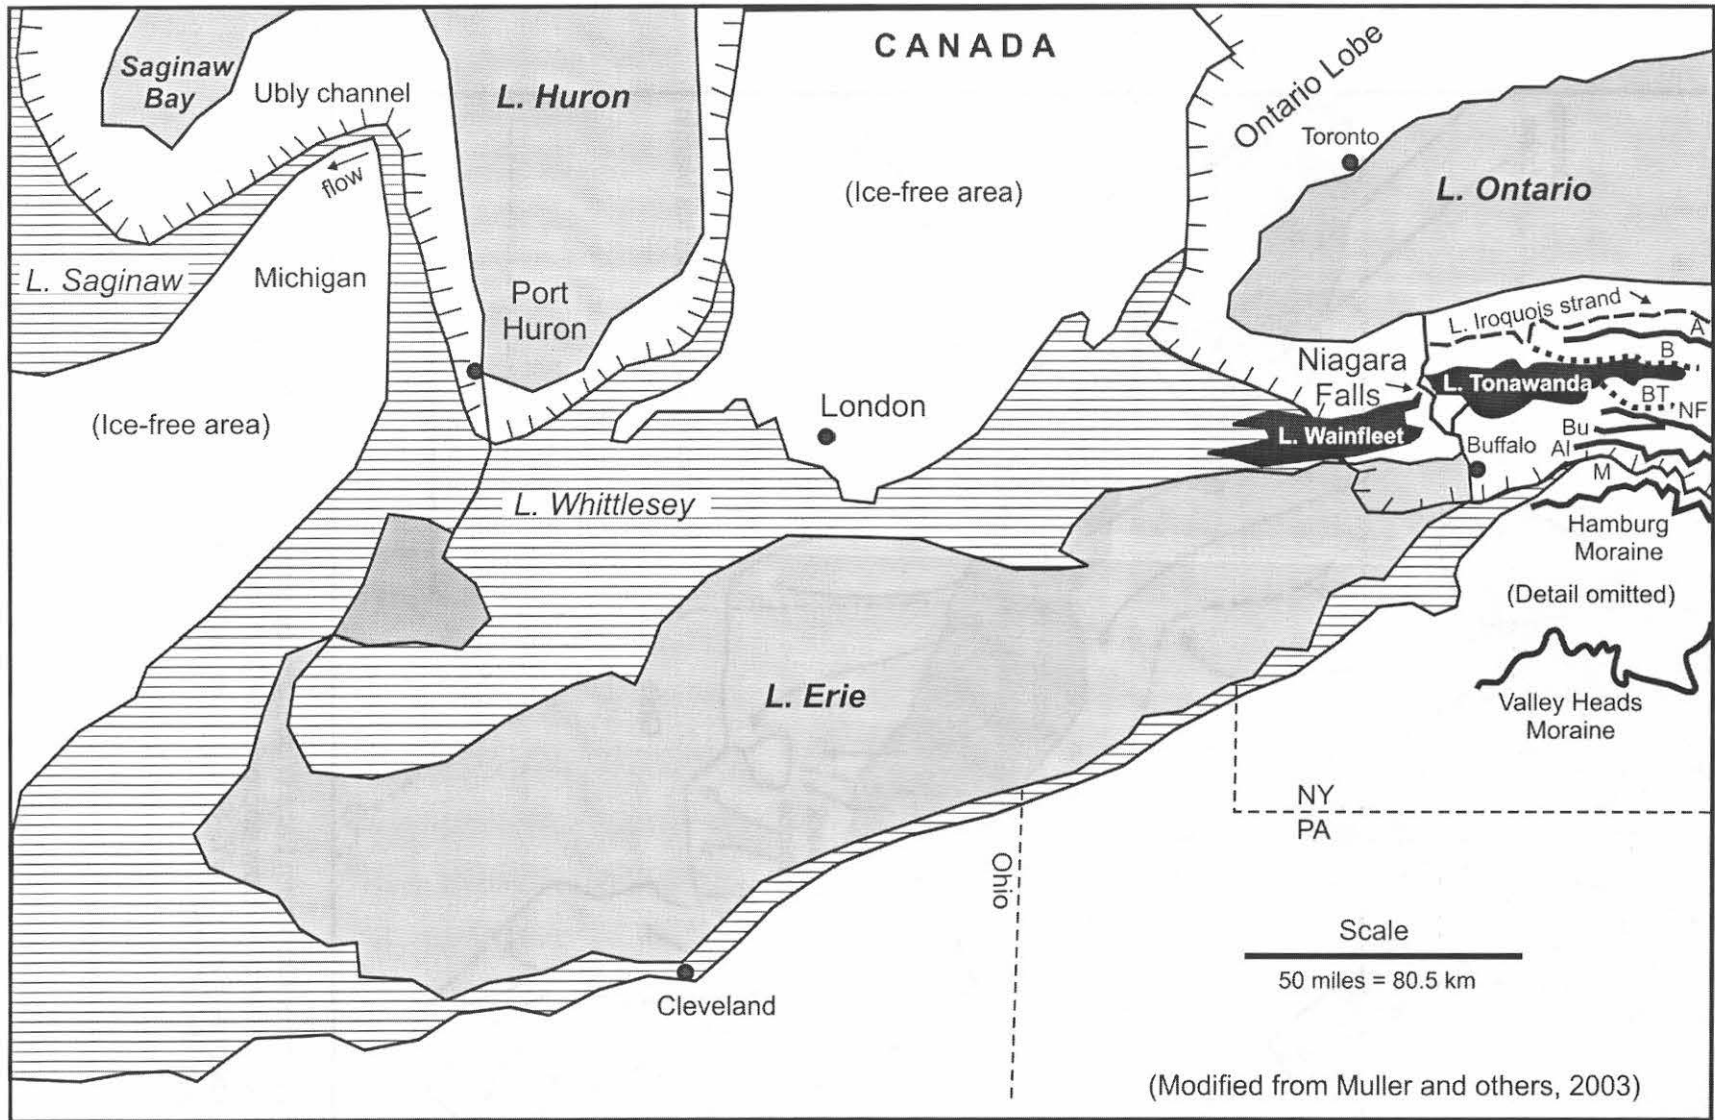 CANADA
Saginaw
Bay
Ubly channel
L. Huron
Ontario Lobe
Toronto
flow
(Ice-free area)
L. Ontario
L. Saginaw
Michigan
Port
Huron
L. Iroquois strand
A
B
Niagara
Falls
L. Tonawanda
BT
NF
(Ice-free area)
London
L. Wainfleet
Bu
Buffalo
Al
M
L. Whittlesey
Hamburg
Moraine
(Detail omitted)
L. Erie
Valley Heads
Moraine
NY
PA
Ohio
Scale
50 miles = 80.5 km
Cleveland
(Modified from Muller and others, 2003)